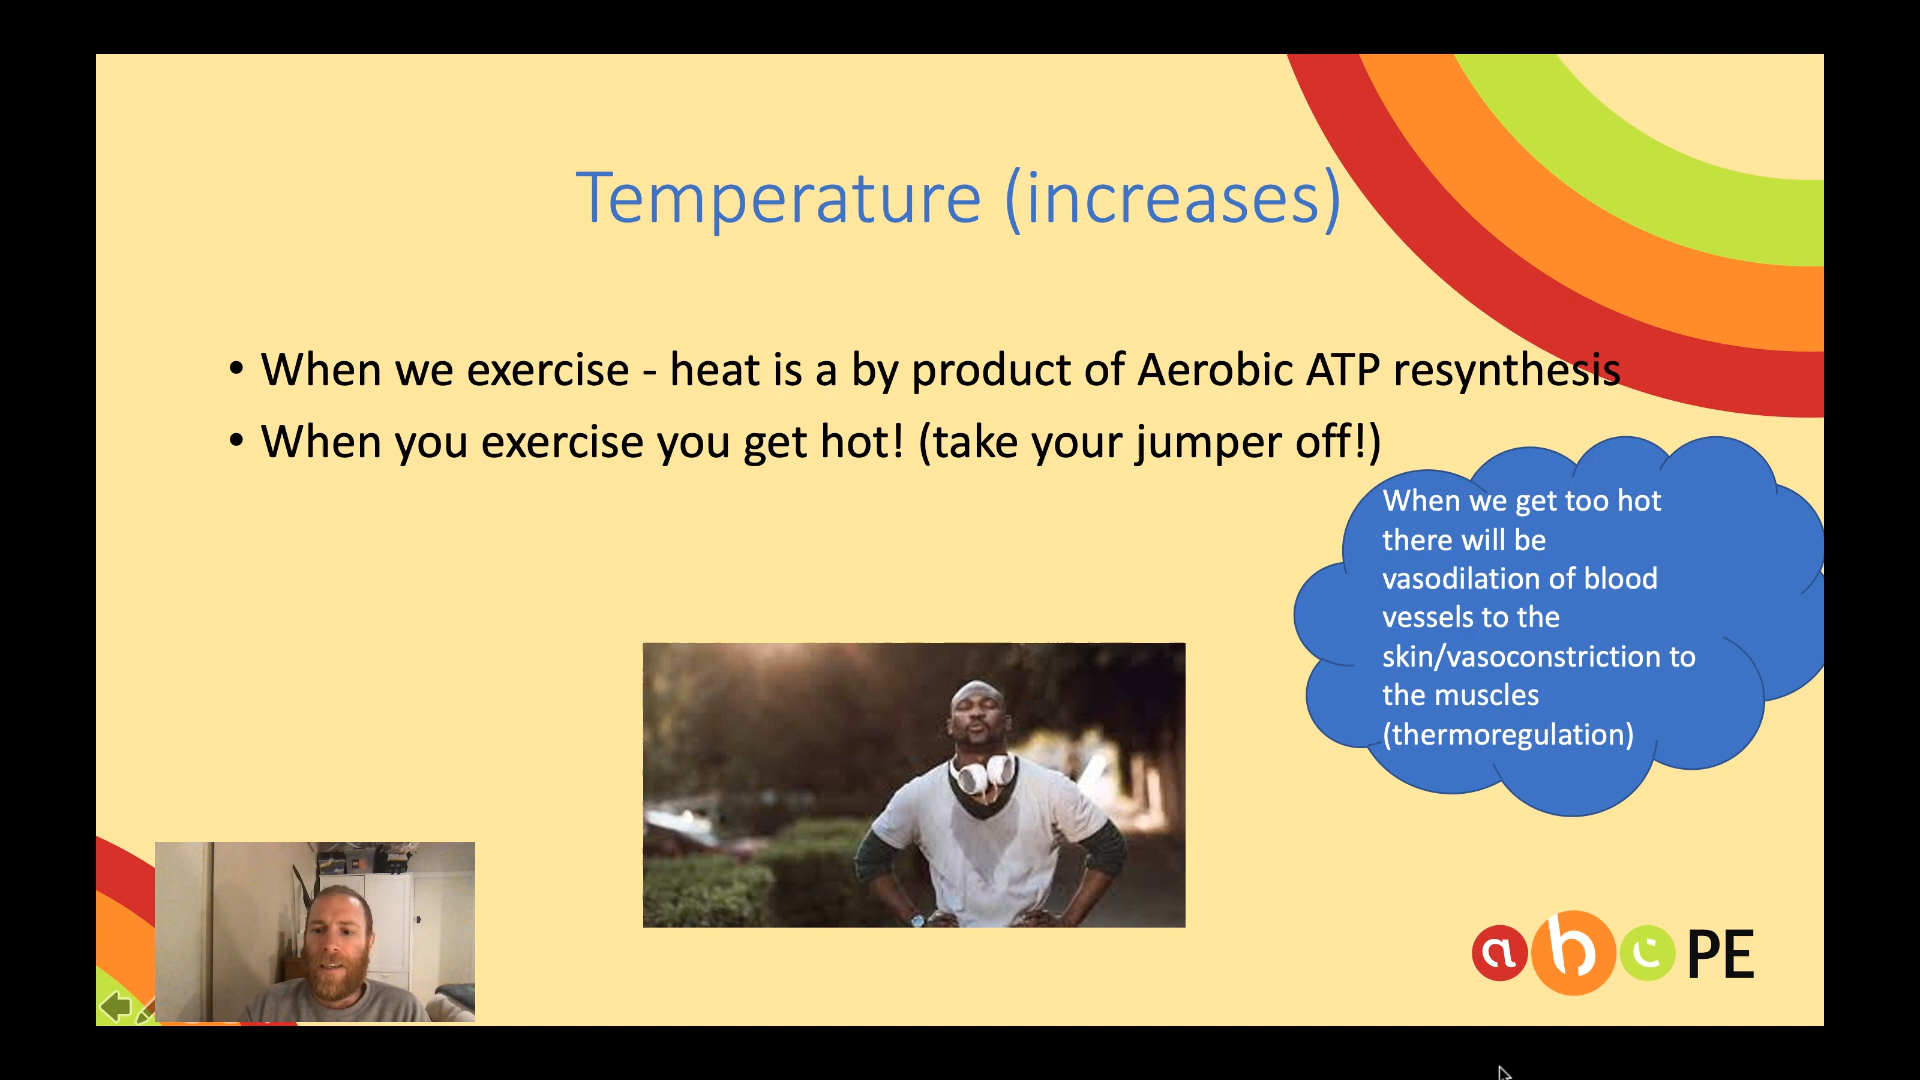 Temperature (increases)
• When we exercise - heat is a by product of Aerobic ATP resynthesis
• When you exercise you get hot! (take your jumper off!)
When we get too hot
there will be
vasodilation of blood
vessels to the
skin/vasoconstriction to
the muscles
(thermoregulation)
abc PE